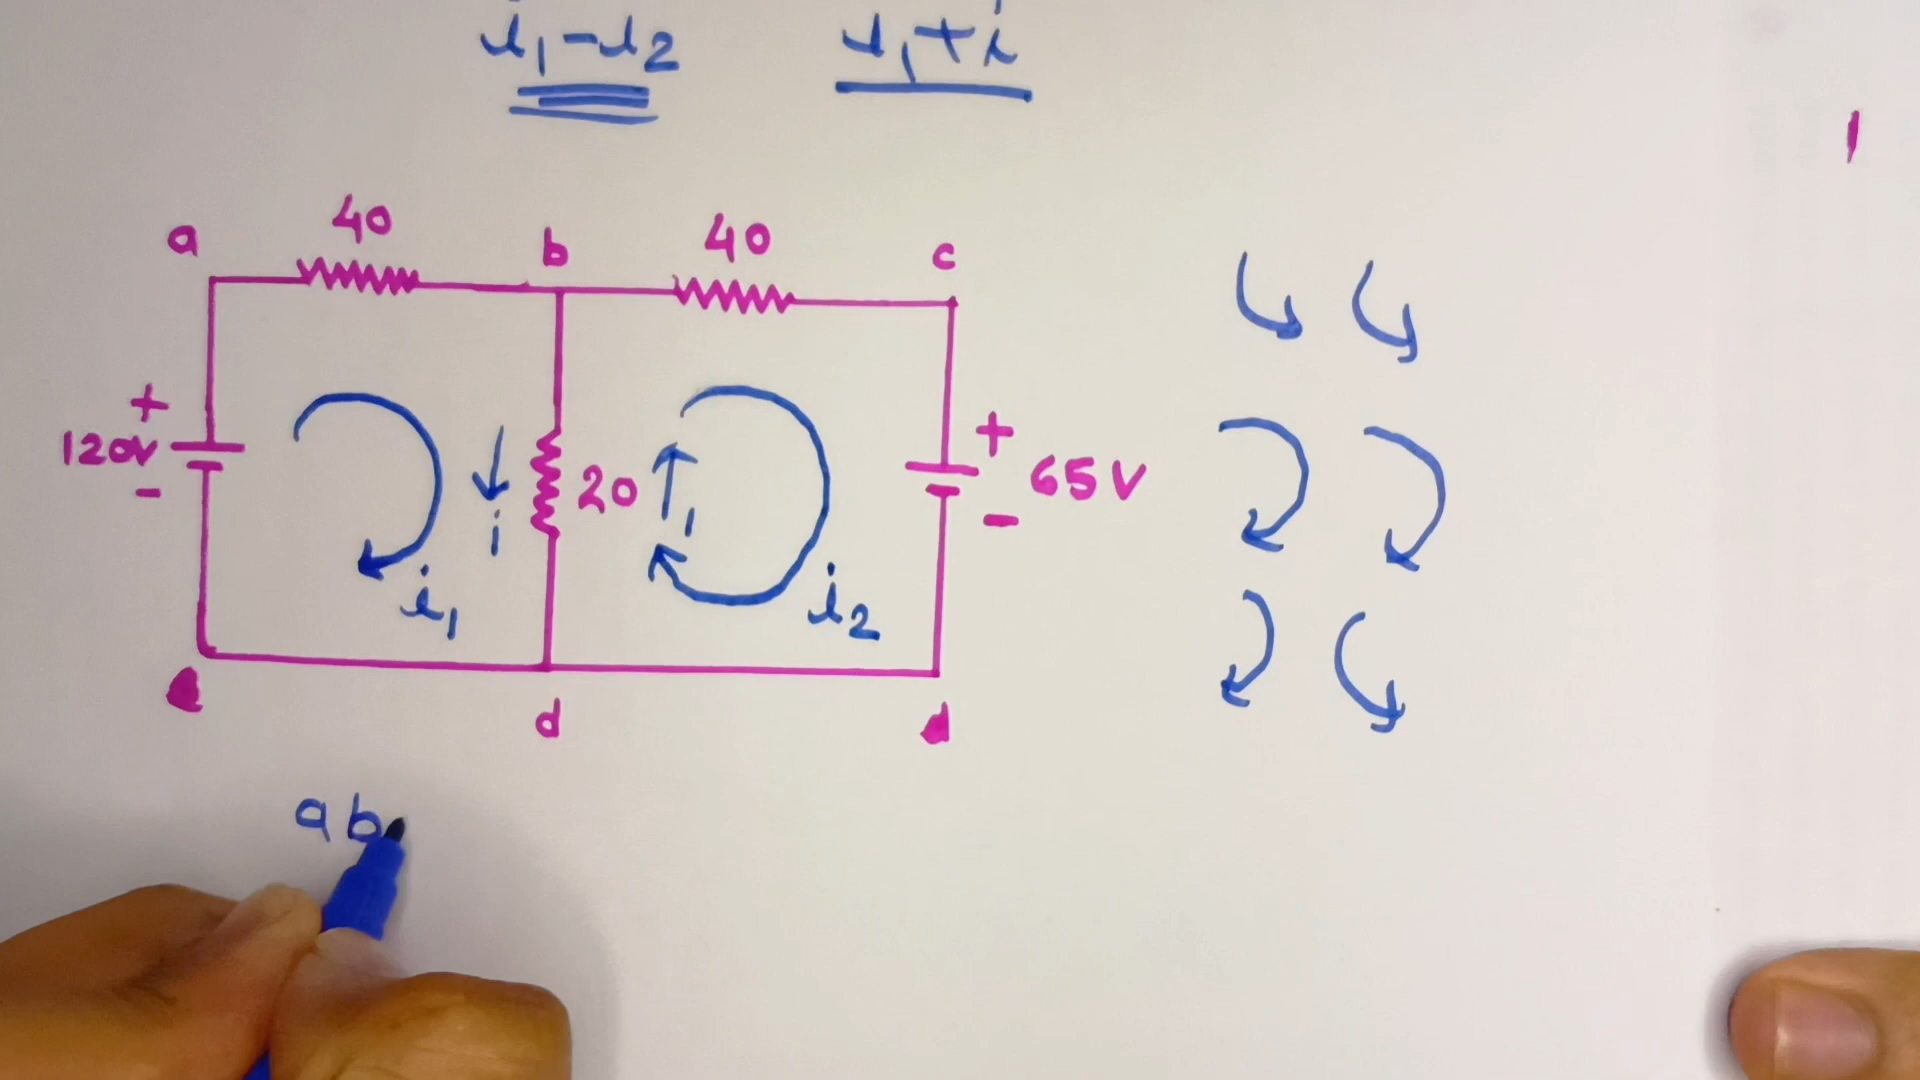 i1-i2 i1+i
40 40
a b c
+ +
120V 20 65V
- i -
i1 i2
d
ab